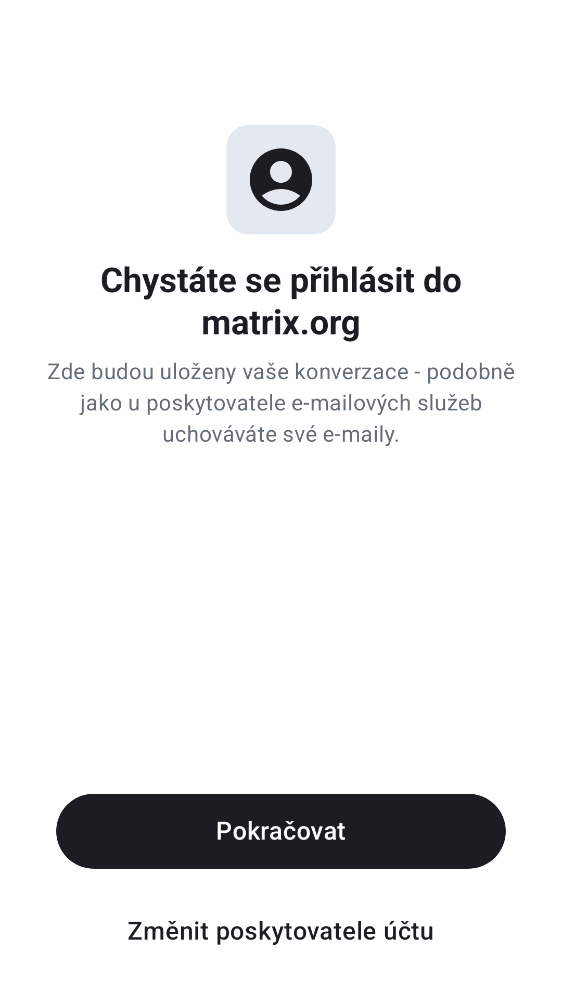 Chystáte se přihlásit do
matrix.org
Zde budou uloženy vaše konverzace - podobně
jako u poskytovatele e-mailových služeb
uchováváte své e-maily.
Pokračovat
Změnit poskytovatele účtu